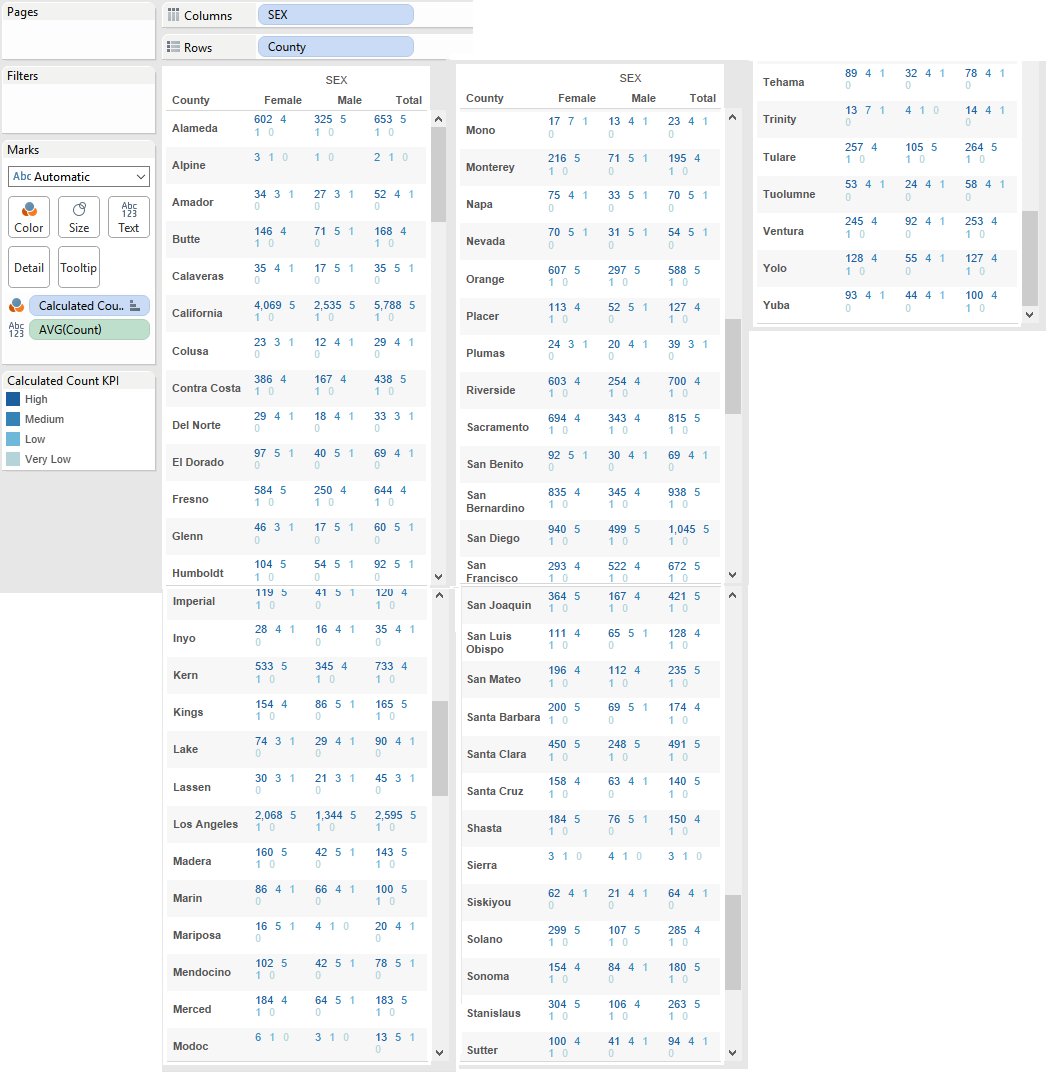 Pages
Columns SEX
Rows County
Filters
Marks
Abc Automatic
Color Size Abc 123 Text
Detail Tooltip
Calculated Cou..
Abc 123 AVG(Count)
Calculated Count KPI
High
Medium
Low
Very Low
SEX
County Female Male Total
Alameda 602 4 325 5 653 5
1 0 1 0 1 0
Alpine 3 1 0 1 0 2 1 0
Amador 34 3 1 27 3 1 52 4 1
0 0 0
Butte 146 4 71 5 1 168 4
1 0 0 1 0
Calaveras 35 4 1 17 5 1 35 5 1
0 0 0
California 4,069 5 2,535 5 5,788 5
1 0 1 0 1 0
Colusa 23 3 1 12 4 1 29 4 1
0 0 0
Contra Costa 386 4 167 4 438 5
1 0 1 0 1 0
Del Norte 29 4 1 18 4 1 33 3 1
0 0 0
El Dorado 97 5 1 40 5 1 69 4 1
0 0 0
Fresno 584 5 250 4 644 4
1 0 1 0 1 0
Glenn 46 3 1 17 5 1 60 5 1
0 0 0
Humboldt 104 5 54 5 1 92 5 1
1 0 0 0
Imperial 119 5 41 5 1 120 4
1 0 0 1 0
Inyo 28 4 1 16 4 1 35 4 1
0 0 0
Kern 533 5 345 4 733 4
1 0 1 0 1 0
Kings 154 4 86 5 1 165 5
1 0 0 1 0
Lake 74 3 1 29 4 1 90 4 1
0 0 0
Lassen 30 3 1 21 3 1 45 3 1
0 0 0
Los Angeles 2,068 5 1,344 5 2,595 5
1 0 1 0 1 0
Madera 160 5 42 5 1 143 5
1 0 0 1 0
Marin 86 4 1 66 4 1 100 5
0 0 1 0
Mariposa 16 5 1 4 1 0 20 4 1
0 0
Mendocino 102 5 42 5 1 78 5 1
1 0 0 0
Merced 184 4 64 5 1 183 5
1 0 0 1 0
Modoc 6 1 0 3 1 0 13 5 1
0
SEX
County Female Male Total
Mono 17 7 1 13 4 1 23 4 1
0 0 0
Monterey 216 5 71 5 1 195 4
1 0 0 1 0
Napa 75 4 1 33 5 1 70 5 1
0 0 0
Nevada 70 5 1 31 5 1 54 5 1
0 0 0
Orange 607 5 297 5 588 5
1 0 1 0 1 0
Placer 113 4 52 5 1 127 4
1 0 0 1 0
Plumas 24 3 1 20 4 1 39 3 1
0 0 0
Riverside 603 4 254 4 700 4
1 0 1 0 1 0
Sacramento 694 4 343 4 815 5
1 0 1 0 1 0
San Benito 92 5 1 30 4 1 69 4 1
0 0 0
San Bernardino 835 4 345 4 938 5
1 0 1 0 1 0
San Diego 940 5 499 5 1,045 5
1 0 1 0 1 0
San Francisco 293 4 522 4 672 5
1 0 1 0 1 0
San Joaquin 364 5 167 4 421 5
1 0 1 0 1 0
San Luis Obispo 111 4 65 5 1 128 4
1 0 0 1 0
San Mateo 196 4 112 4 235 5
1 0 1 0 1 0
Santa Barbara 200 5 69 5 1 174 4
1 0 0 1 0
Santa Clara 450 5 248 5 491 5
1 0 1 0 1 0
Santa Cruz 158 4 63 4 1 140 5
1 0 0 1 0
Shasta 184 5 76 5 1 150 4
1 0 0 1 0
Sierra 3 1 0 4 1 0 3 1 0
Siskiyou 62 4 1 21 4 1 64 4 1
0 0 0
Solano 299 5 107 5 285 4
1 0 1 0 1 0
Sonoma 154 4 84 4 1 180 5
1 0 0 1 0
Stanislaus 304 5 106 4 263 5
1 0 1 0 1 0
Sutter 100 4 41 4 1 94 4 1
1 0 0 0
Tehama 89 4 1 32 4 1 78 4 1
0 0 0
Trinity 13 7 1 4 1 0 14 4 1
0 0
Tulare 257 4 105 5 264 5
1 0 1 0 1 0
Tuolumne 53 4 1 24 4 1 58 4 1
0 0 0
Ventura 245 4 92 4 1 253 4
1 0 0 1 0
Yolo 128 4 55 4 1 127 4
1 0 0 1 0
Yuba 93 4 1 44 4 1 100 4
0 0 1 0